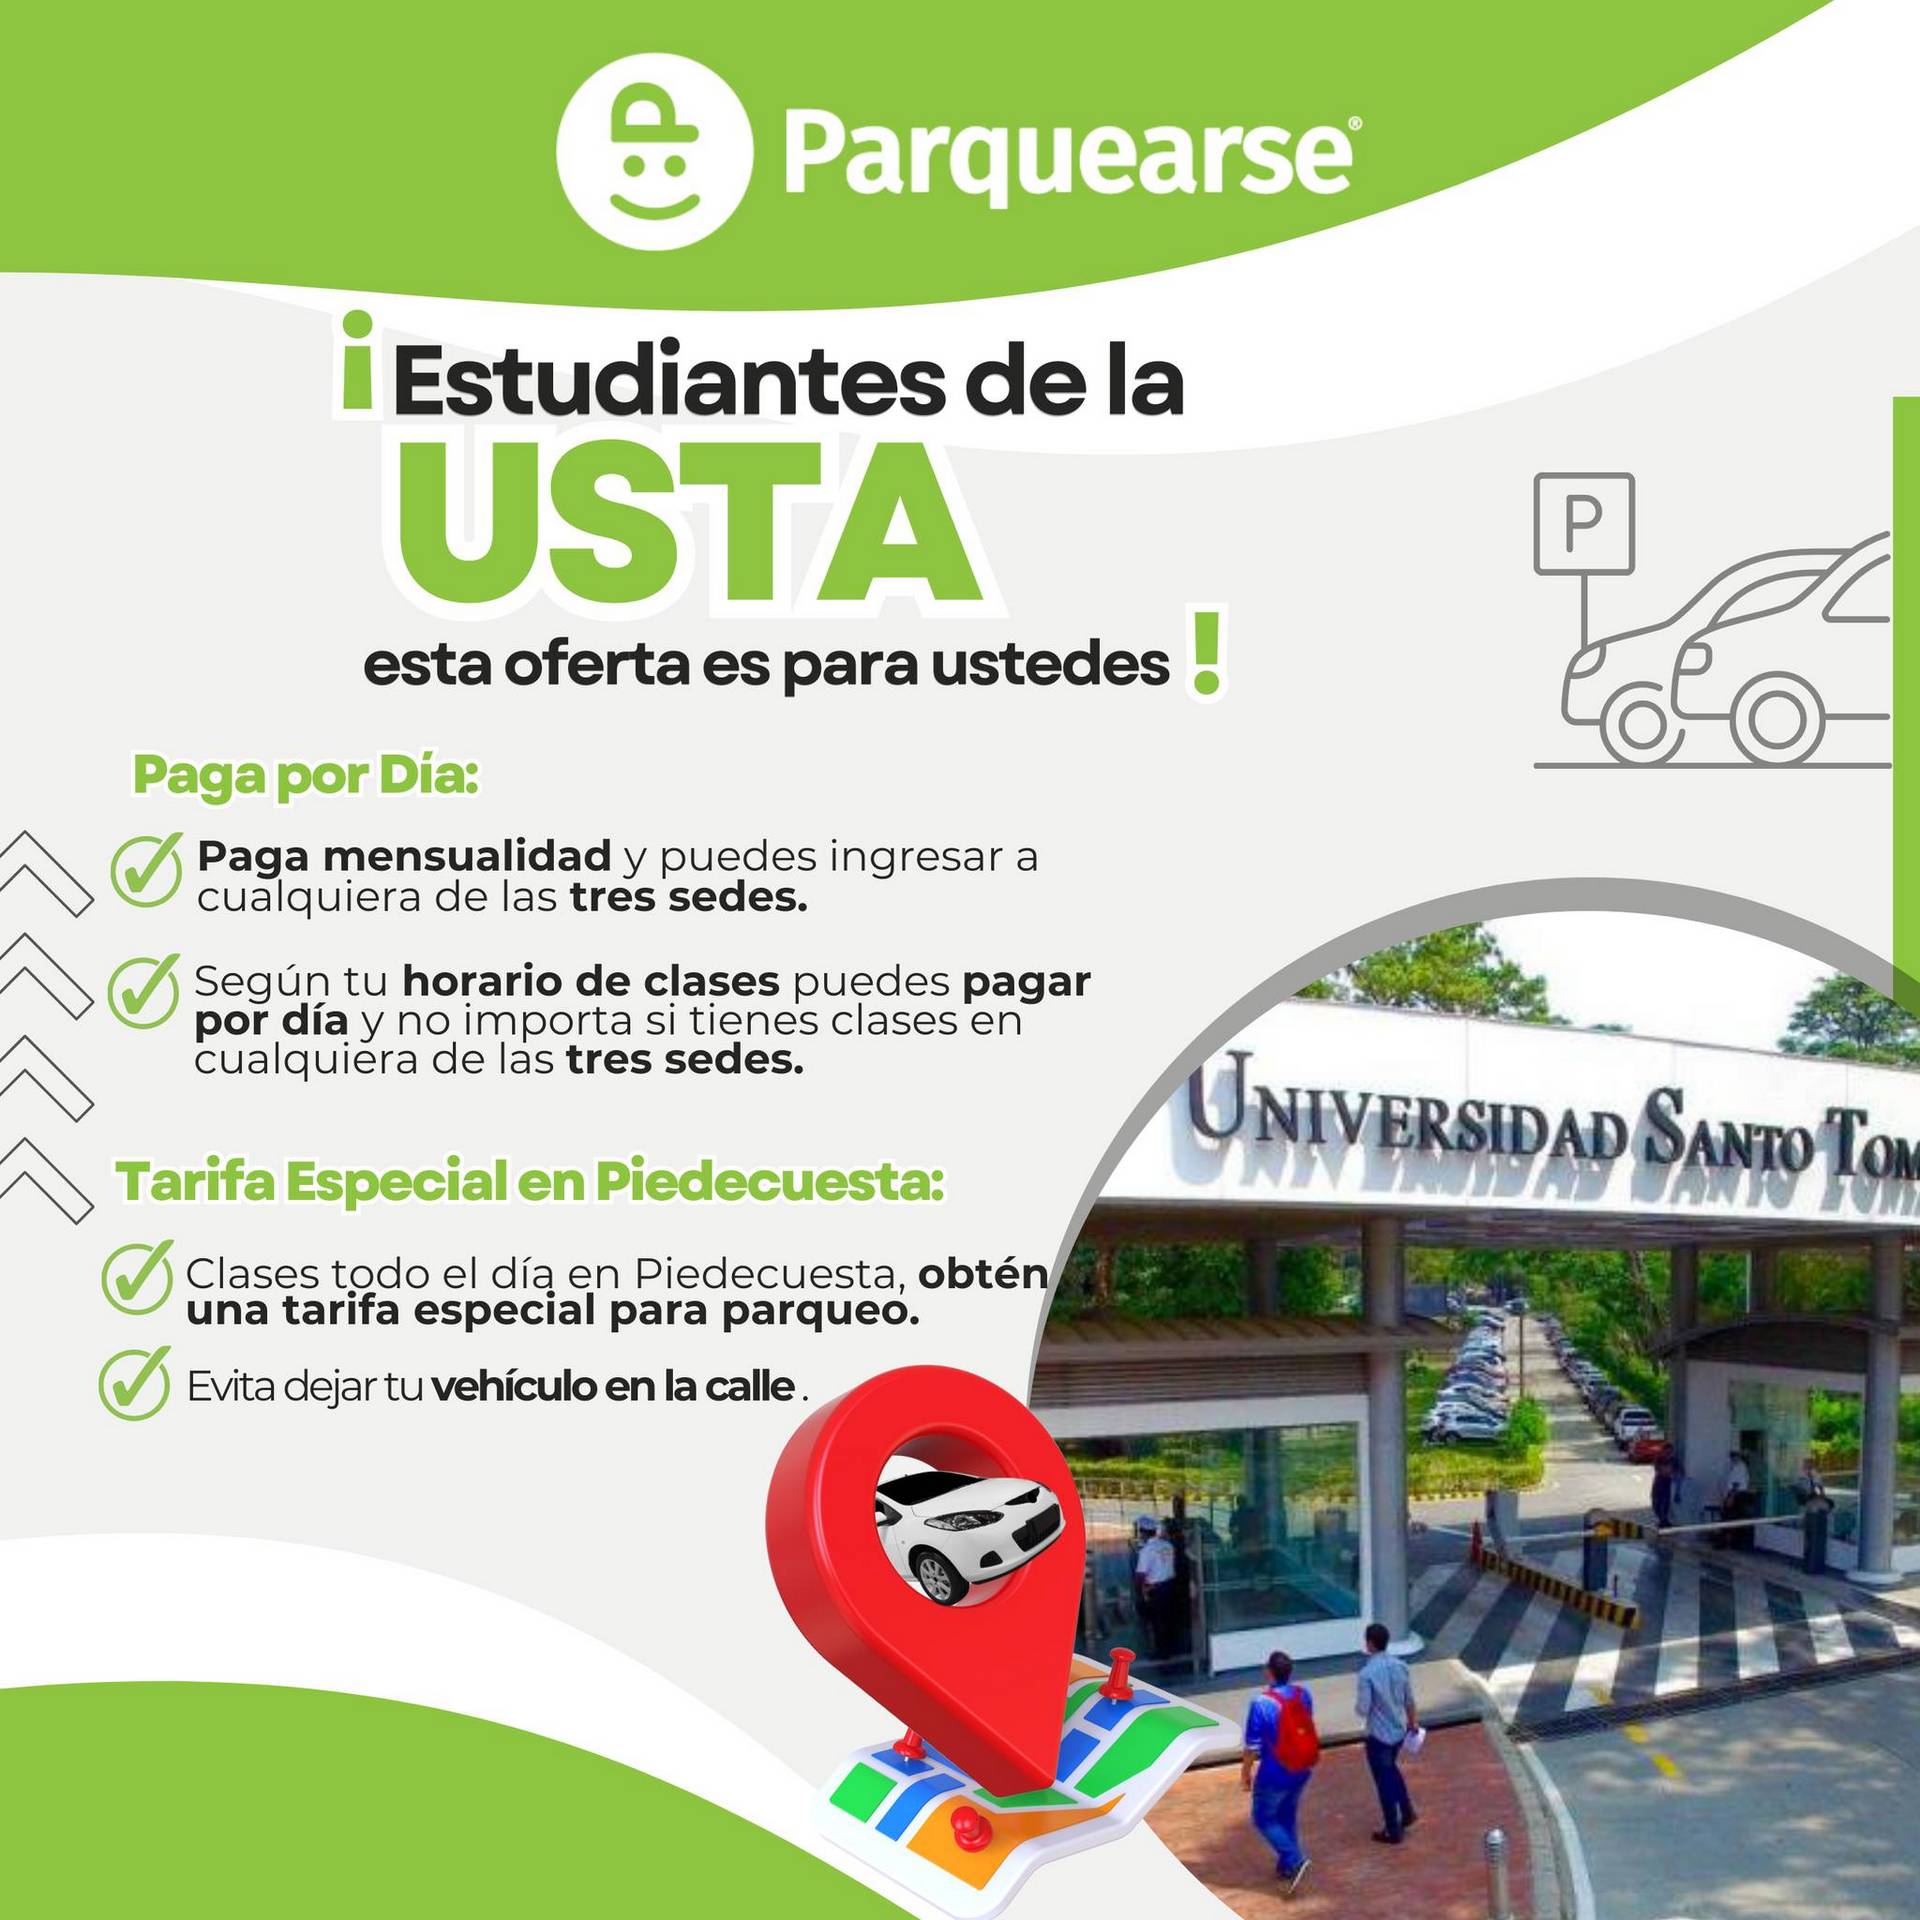 Parquearse®
¡Estudiantes de la
USTA
esta oferta es para ustedes!
P
Paga por Día:
Paga mensualidad y puedes ingresar a
cualquiera de las tres sedes.
Según tu horario de clases puedes pagar
por día y no importa si tienes clases en
cualquiera de las tres sedes.
Tarifa Especial en Piedecuesta:
Clases todo el día en Piedecuesta, obtén
una tarifa especial para parqueo.
Evita dejar tu vehículo en la calle .
UNIVERSIDAD SANTO TOM